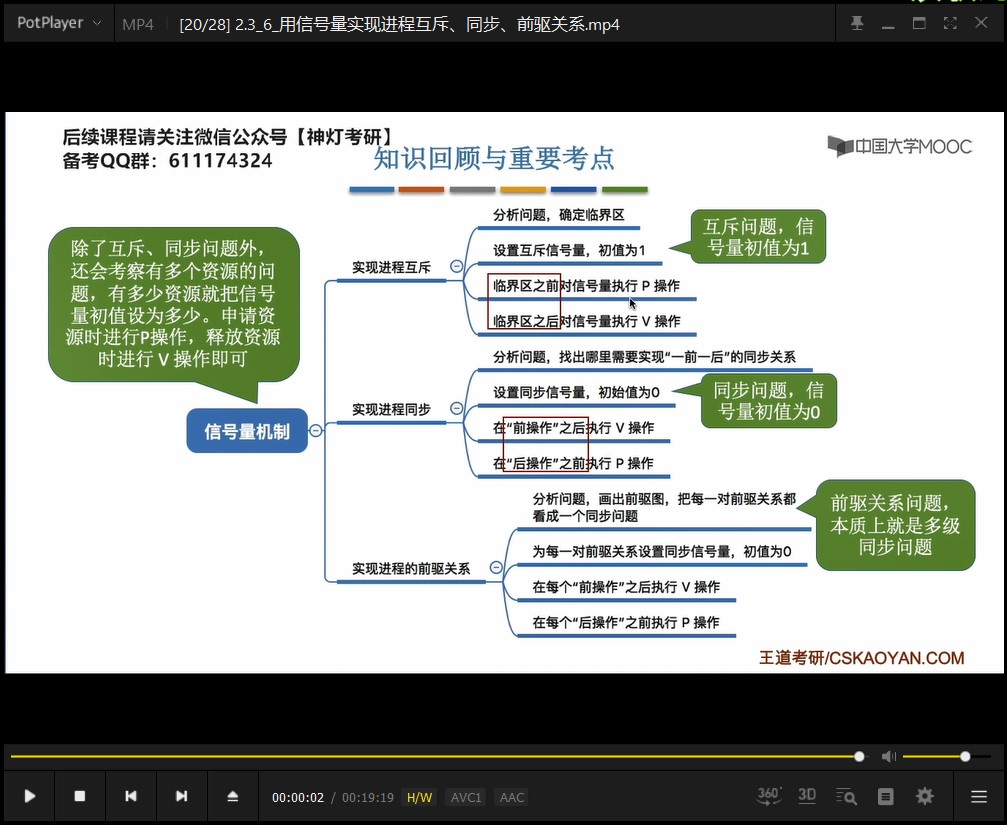 PotPlayer
MP4
[20/28] 2.3_6_用信号量实现进程互斥、同步、前驱关系.mp4
后续课程请关注微信公众号【神灯考研】
备考QQ群：611174324
知识回顾与重要考点
中国大学MOOC
除了互斥、同步问题外，
还会考察有多个资源的问
题，有多少资源就把信号
量初值设为多少。申请资
源时进行P操作，释放资源
时进行 V 操作即可
信号量机制
实现进程互斥
分析问题，确定临界区
设置互斥信号量，初值为1
临界区之前对信号量执行 P 操作
临界区之后对信号量执行 V 操作
互斥问题，信
号量初值为1
实现进程同步
分析问题，找出哪里需要实现“一前一后”的同步关系
设置同步信号量，初始值为0
在“前操作”之后执行 V 操作
在“后操作”之前执行 P 操作
同步问题，信
号量初值为0
实现进程的前驱关系
分析问题，画出前驱图，把每一对前驱关系都
看成一个同步问题
为每一对前驱关系设置同步信号量，初值为0
在每个“前操作”之后执行 V 操作
在每个“后操作”之前执行 P 操作
前驱关系问题，
本质上就是多级
同步问题
王道考研/CSKAOYAN.COM
00:00:02 / 00:19:19
H/W
AVC1
AAC
360°
3D